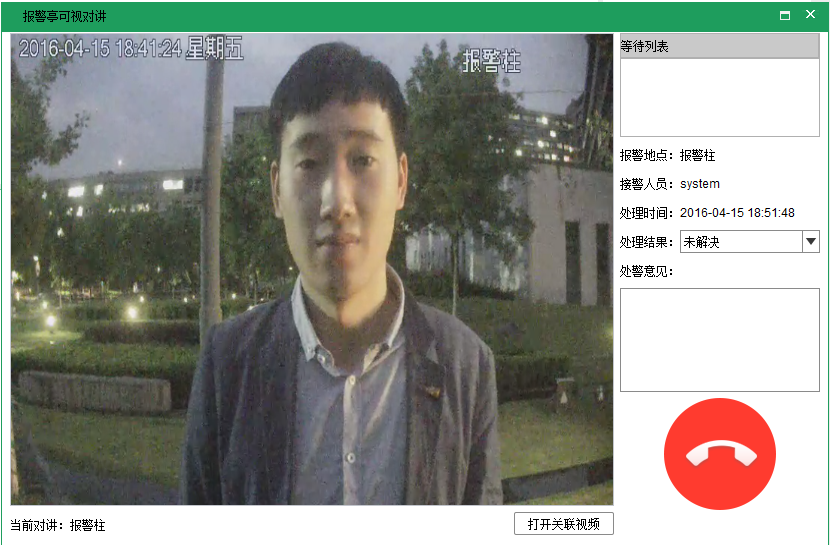 报警亭可视对讲
2016-04-15 18:41:24 星期五
报警柱
等待列表
报警地点：报警柱
接警人员：system
处理时间：2016-04-15 18:51:48
处理结果：未解决
处警意见：
当前对讲：报警柱
打开关联视频